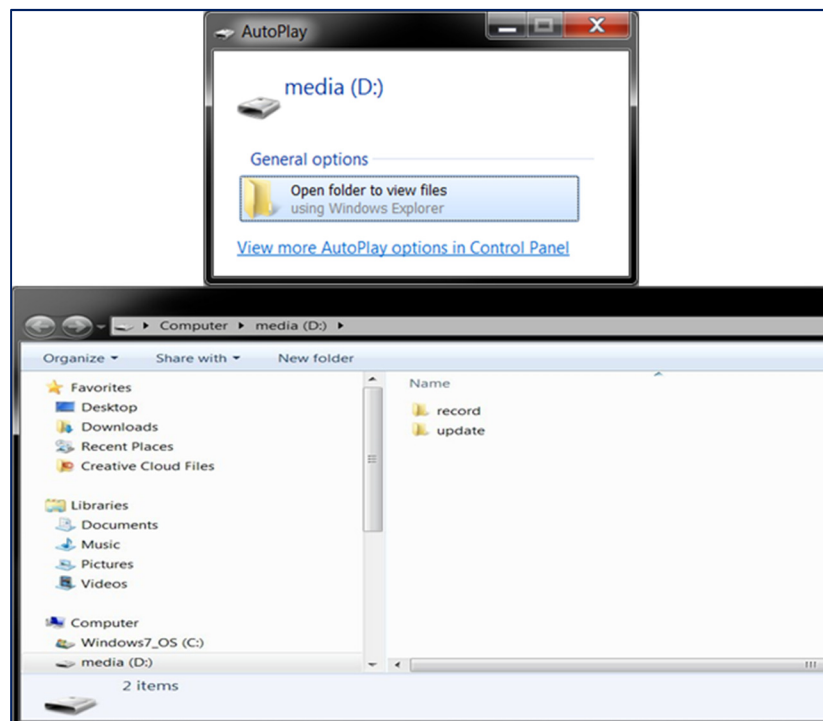 AutoPlay
media (D:)
General options
Open folder to view files
using Windows Explorer
View more AutoPlay options in Control Panel
Computer media (D:)
Organize Share with New folder
Favorites
Desktop
Downloads
Recent Places
Creative Cloud Files
Libraries
Documents
Music
Pictures
Videos
Computer
Windows7_OS (C:)
media (D:)
Name
record
update
2 items